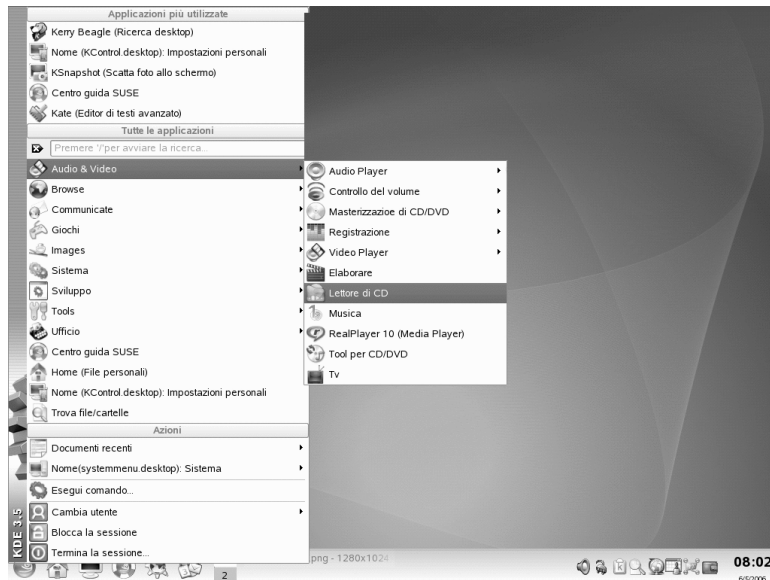 Applicazioni più utilizzate
Kerry Beagle (Ricerca desktop)
Nome (KControl.desktop): Impostazioni personali
KSnapshot (Scatta foto allo schermo)
Centro guida SUSE
Kate (Editor di testi avanzato)
Tutte le applicazioni
Premere '/'per avviare la ricerca...
Audio & Video
Browse
Communicate
Giochi
Images
Sistema
Sviluppo
Tools
Ufficio
Centro guida SUSE
Home (File personali)
Nome (KControl.desktop): Impostazioni personali
Trova file/cartelle
Audio Player
Controllo del volume
Masterizzazioe di CD/DVD
Registrazione
Video Player
Elaborare
Lettore di CD
Musica
RealPlayer 10 (Media Player)
Tool per CD/DVD
Tv
Azioni
Documenti recenti
Nome(systemmenu.desktop): Sistema
Esegui comando...
Cambia utente
Blocca la sessione
Termina la sessione...
KDE 3.5
2
png - 1280x1024
08:02
6/5/2006